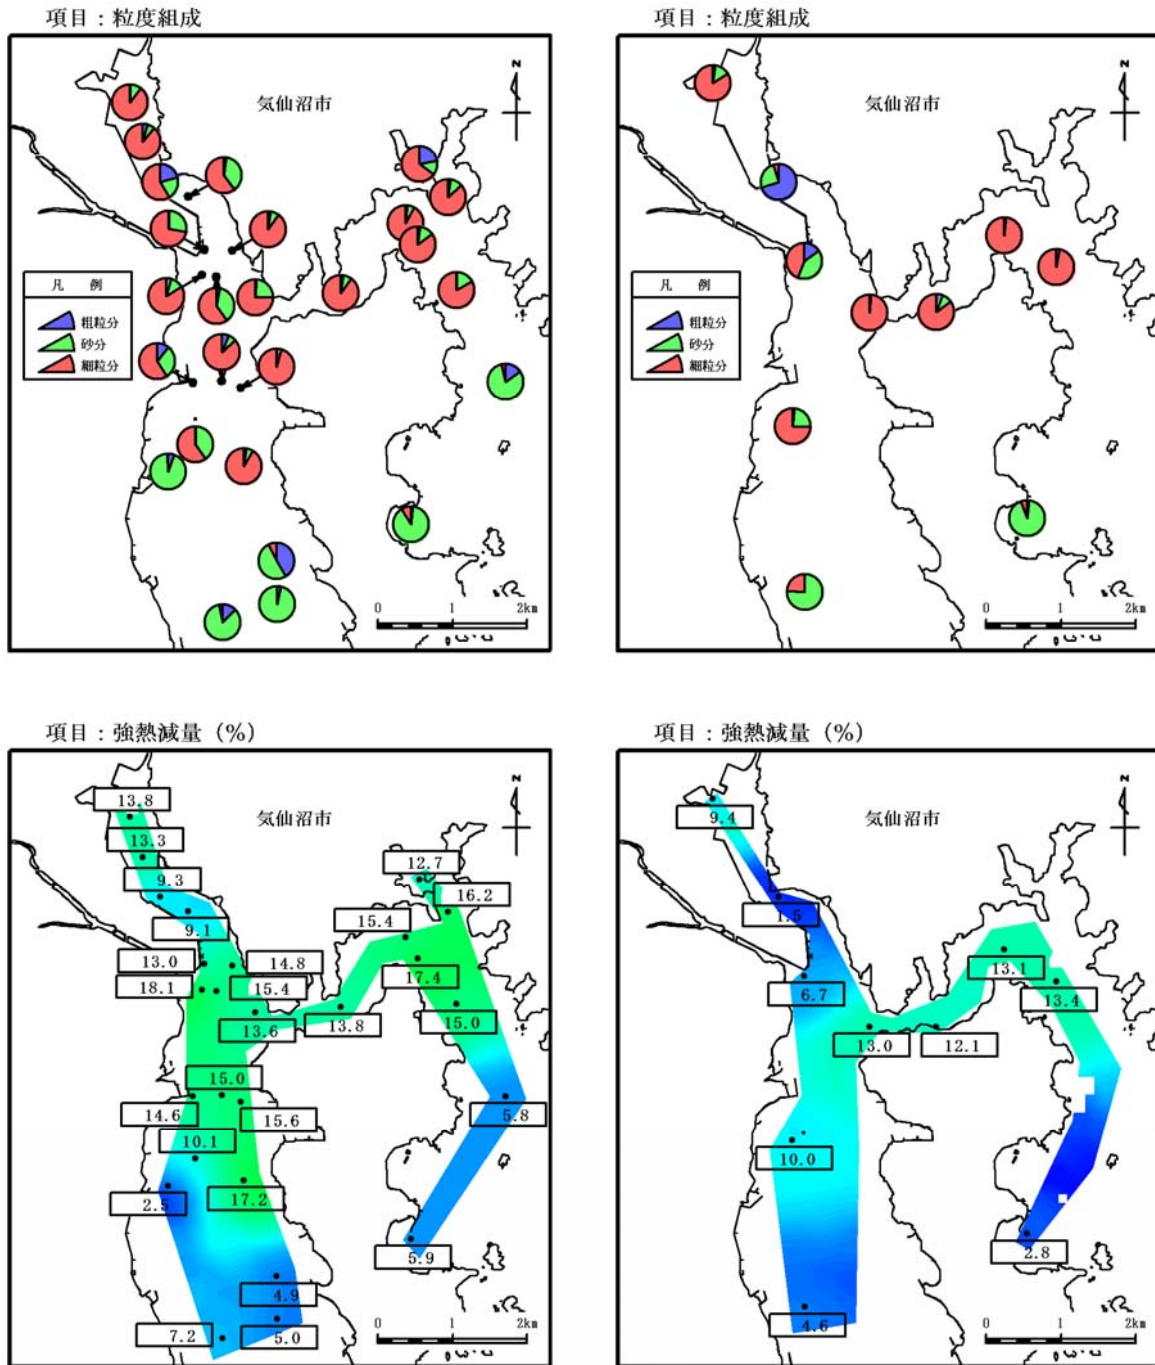 項目：粒度組成
気仙沼市
N
凡 例
粗粒分
砂分
細粒分
0 1 2km
項目：粒度組成
気仙沼市
N
凡 例
粗粒分
砂分
細粒分
0 1 2km
項目：強熱減量（%）
気仙沼市
N
13.8
13.3
9.3
9.1
13.0
14.8
18.1
15.4
13.6
13.8
12.7
16.2
15.4
17.4
15.0
15.0
14.6
15.6
10.1
2.5
17.2
5.8
5.9
4.9
7.2
5.0
0 1 2km
項目：強熱減量（%）
気仙沼市
N
9.4
1.5
6.7
13.1
13.4
13.0
12.1
10.0
2.8
4.6
0 1 2km